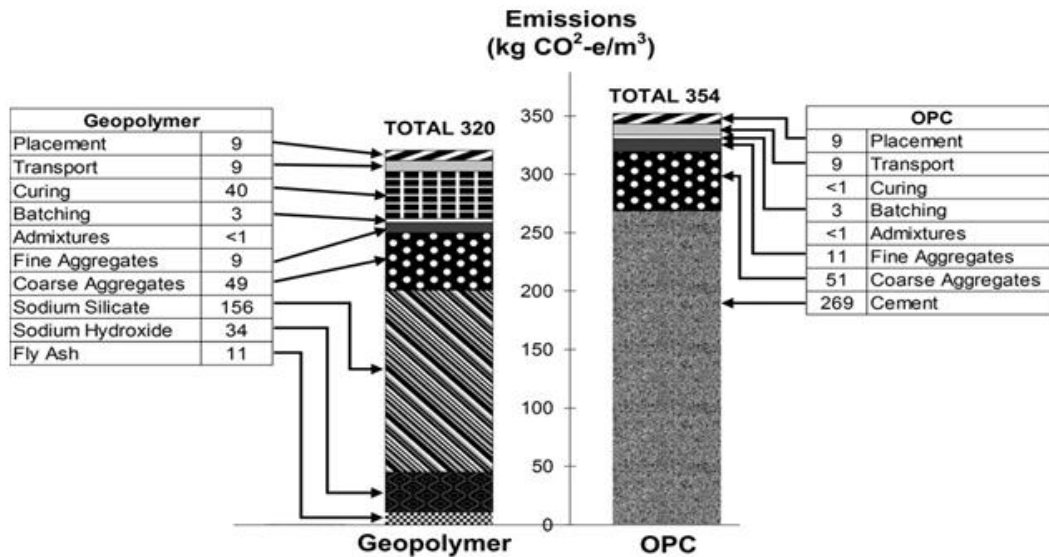 Emissions
(kg CO²-e/m³)
Geopolymer
Placement 9
Transport 9
Curing 40
Batching 3
Admixtures <1
Fine Aggregates 9
Coarse Aggregates 49
Sodium Silicate 156
Sodium Hydroxide 34
Fly Ash 11
TOTAL 320
350
300
250
200
150
100
50
0
TOTAL 354
OPC
9 Placement
9 Transport
<1 Curing
3 Batching
<1 Admixtures
11 Fine Aggregates
51 Coarse Aggregates
269 Cement
Geopolymer
OPC